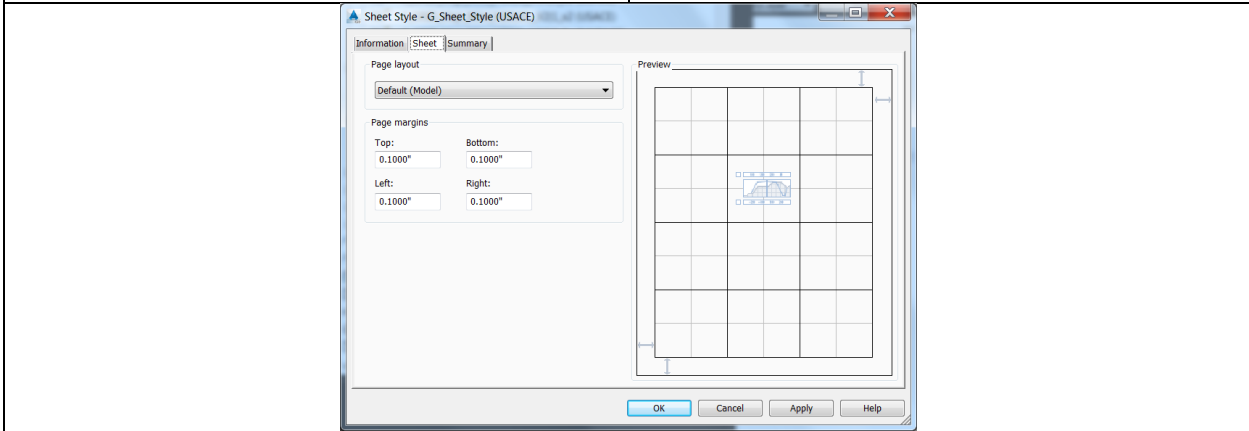 Sheet Style - G_Sheet_Style (USACE)
Information Sheet Summary
Page layout
Default (Model)
Page margins
Top: Bottom:
0.1000" 0.1000"
Left: Right:
0.1000" 0.1000"
Preview
OK Cancel Apply Help